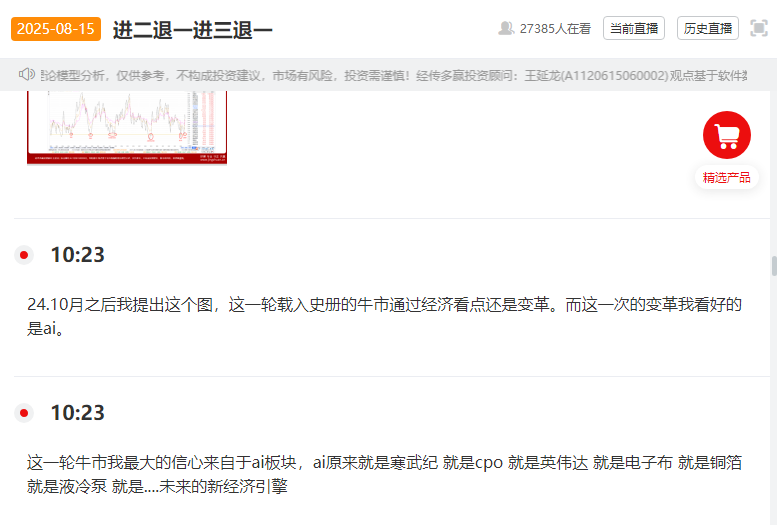 2025-08-15 进二退一进三退一 27385人在看 当前直播 历史直播
论模型分析，仅供参考，不构成投资建议，市场有风险，投资需谨慎！经传多赢投资顾问：王延龙(A1120615060002)观点基于软件数
精选产品
10:23
24.10月之后我提出这个图，这一轮载入史册的牛市通过经济看点还是变革。而这一次的变革我看好的
是ai。
10:23
这一轮牛市我最大的信心来自于ai板块，ai原来就是寒武纪 就是cpo 就是英伟达 就是电子布 就是铜箔
就是液冷泵 就是....未来的新经济引擎